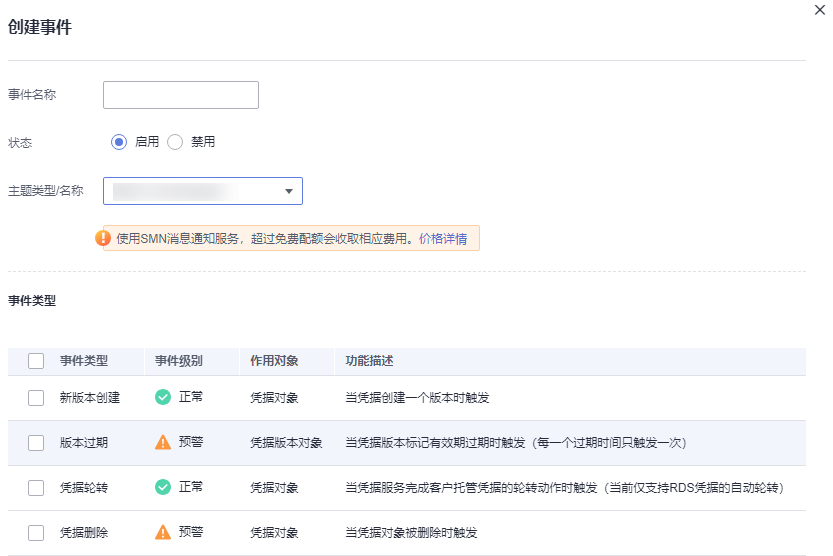 创建事件
事件名称
状态 启用 禁用
主题类型/名称
使用SMN消息通知服务，超过免费配额会收取相应费用。价格详情
事件类型
事件类型 事件级别 作用对象 功能描述
新版本创建 正常 凭据对象 当凭据创建一个版本时触发
版本过期 预警 凭据版本对象 当凭据版本标记有效期过期时触发（每一个过期时间只触发一次）
凭据轮转 正常 凭据对象 当凭据服务完成客户托管凭据的轮转动作时触发（当前仅支持RDS凭据的自动轮转）
凭据删除 预警 凭据对象 当凭据对象被删除时触发